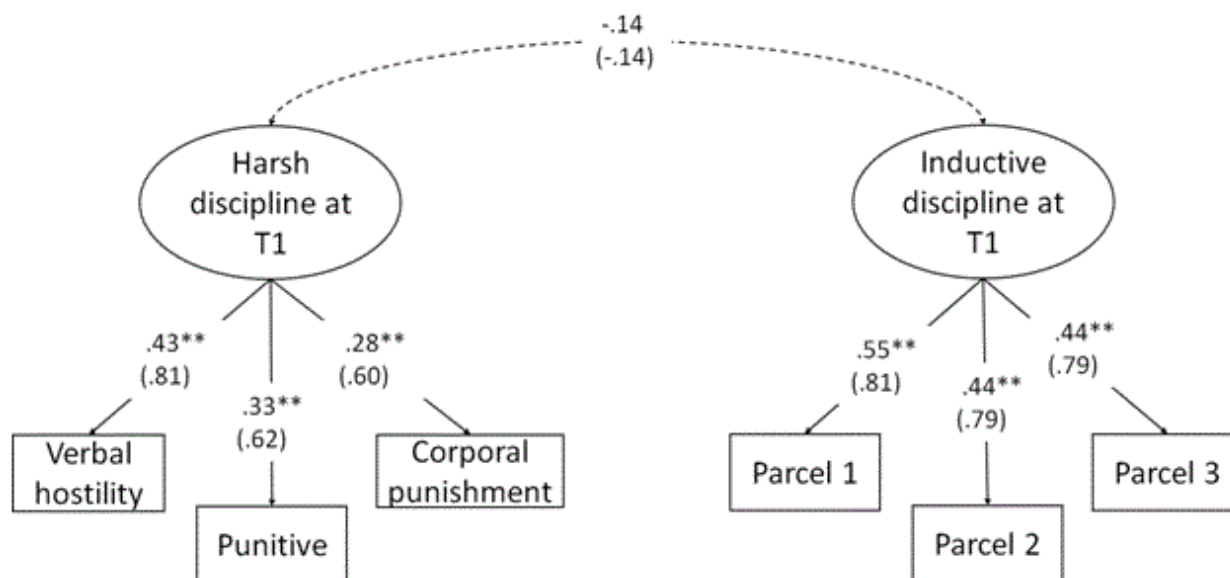 -.14
(-.14)
Harsh
discipline at
T1
Inductive
discipline at
T1
.43**
(.81)
.33**
(.62)
.28**
(.60)
.55**
(.81)
.44**
(.79)
.44**
(.79)
Verbal
hostility
Punitive
Corporal
punishment
Parcel 1
Parcel 2
Parcel 3